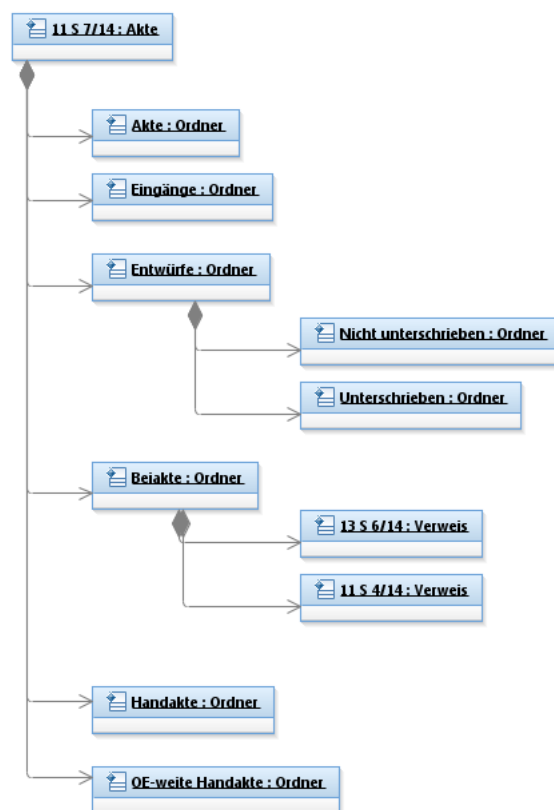 11 S 7/14 : Akte
Akte : Ordner
Eingänge : Ordner
Entwürfe : Ordner
Nicht unterschrieben : Ordner
Unterschrieben : Ordner
Beiakte : Ordner
13 S 6/14 : Verweis
11 S 4/14 : Verweis
Handakte : Ordner
OE-weite Handakte : Ordner